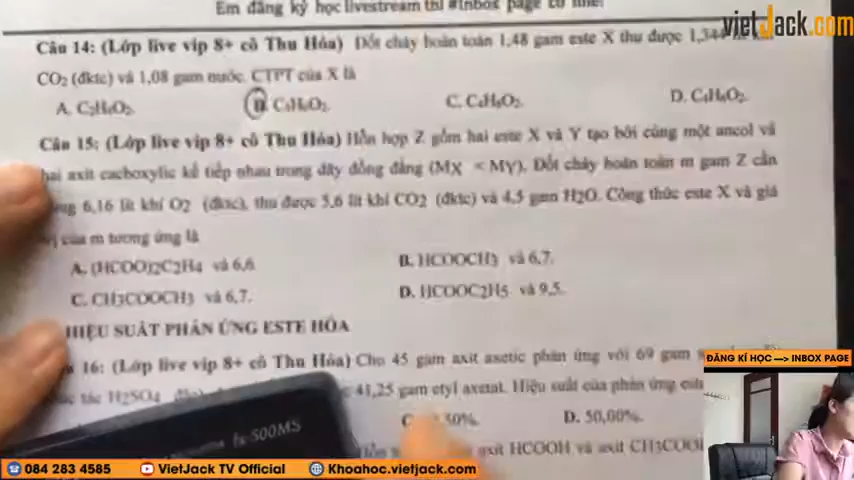 Em đăng ký học livestream thì #inbox page cô nhé!
vietJack.com
Câu 14: (Lớp live vip 8+ cô Thu Hóa) Đốt cháy hoàn toàn 1,48 gam este X thu được 1,344
CO₂ (đktc) và 1,08 gam nước. CTPT của X là
A. C₂H₄O₂. B. C₃H₆O₂. C. C₄H₈O₂. D. C₄H₆O₂.
Câu 15: (Lớp live vip 8+ cô Thu Hóa) Hỗn hợp Z gồm hai este X và Y tạo bởi cùng một ancol và
hai axit cacboxylic kế tiếp nhau trong dãy đồng đẳng (MX < MY). Đốt cháy hoàn toàn m gam Z cần
6,16 lít khí O2 (đktc), thu được 5,6 lít khí CO2 (đktc) và 4,5 gam H2O. Công thức este X và giá
của m tương ứng là
A. (HCOO)2C2H4 và 6,6 B. HCOOCH3 và 6,7.
C. CH3COOCH3 và 6,7. D. HCOOC2H5 và 9,5.
HIỆU SUẤT PHẢN ỨNG ESTE HÓA
16: (Lớp live vip 8+ cô Thu Hóa) Cho 45 gam axit axetic phản ứng với 69 gam
tác H2SO4 41,25 gam etyl axetat. Hiệu suất của phản ứng
50%. D. 50,00%.
axit HCOOH và axit CH3COO
fx-500MS
ĐĂNG KÍ HỌC —> INBOX PAGE
084 283 4585 VietJack TV Official Khoahoc.vietjack.com